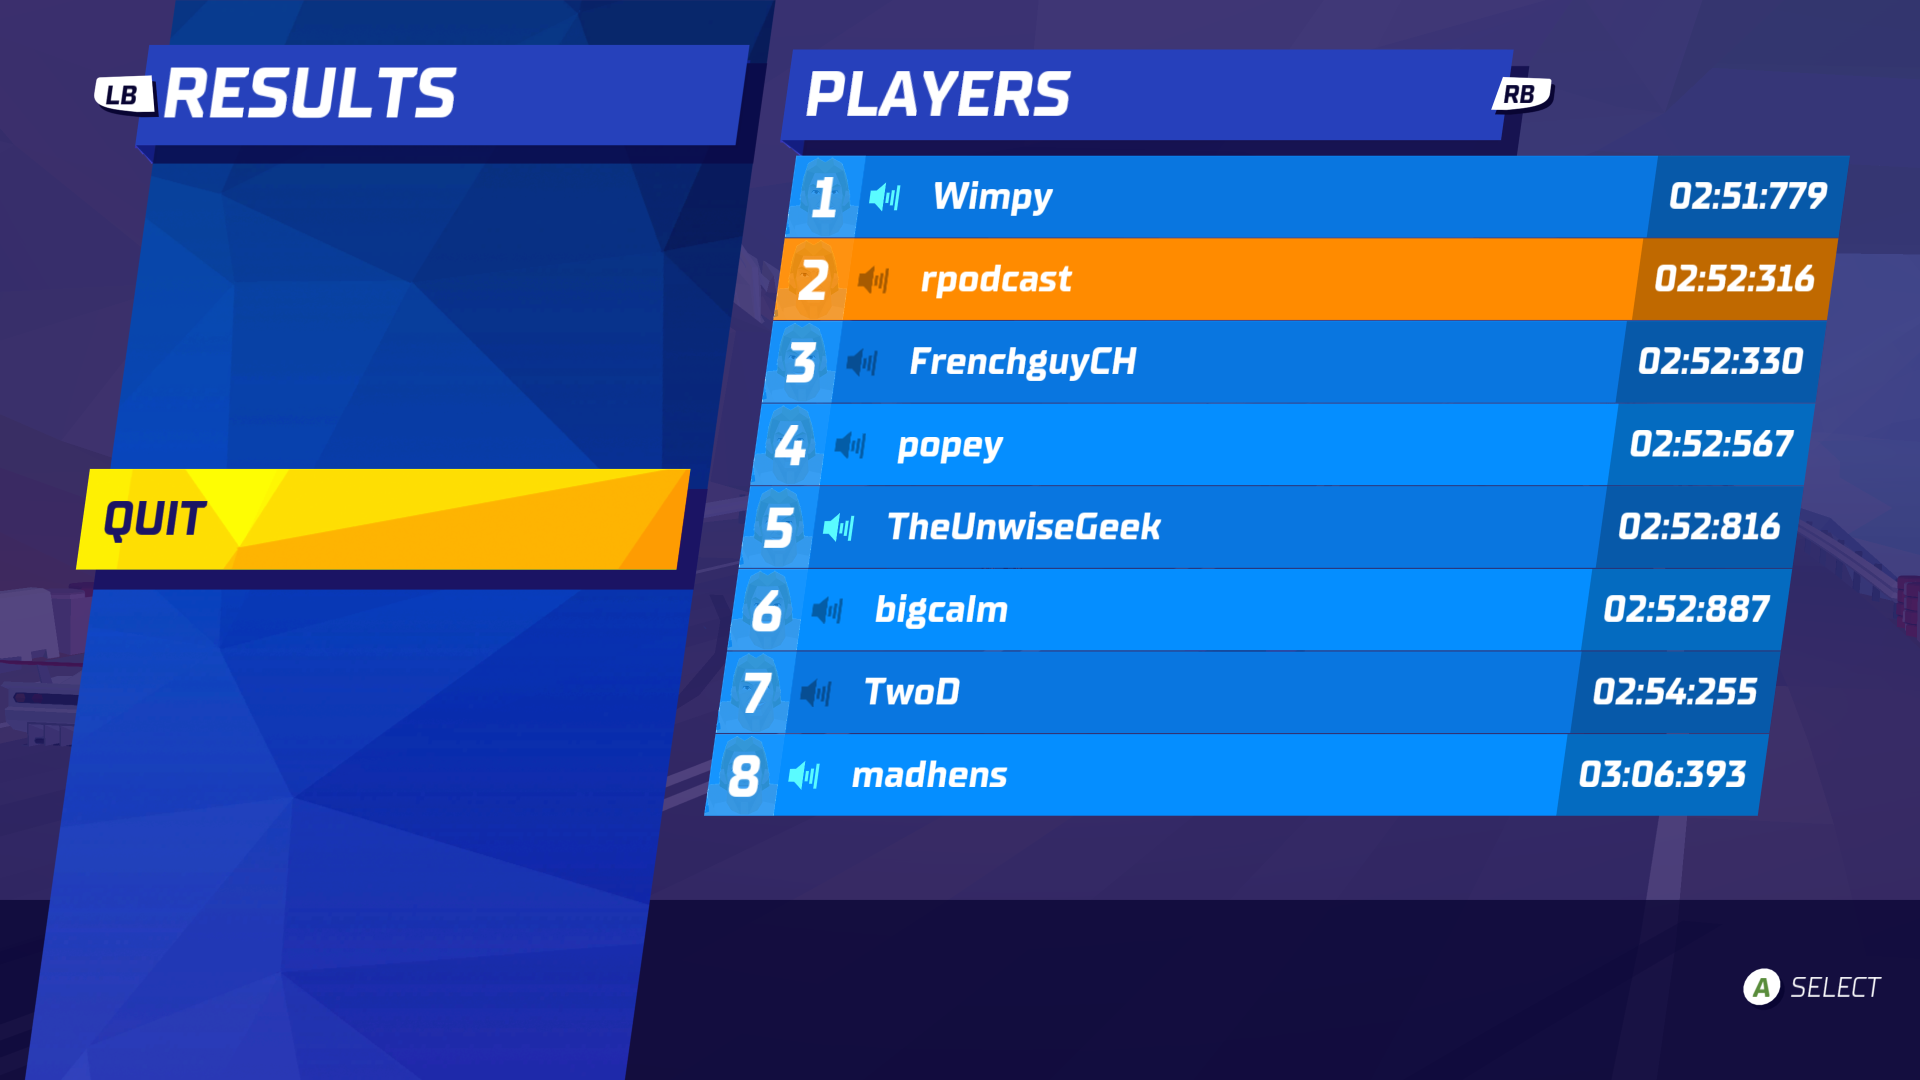 LB RESULTS
PLAYERS RB
1 Wimpy 02:51:779
2 rpodcast 02:52:316
3 FrenchguyCH 02:52:330
4 popey 02:52:567
QUIT
5 TheUnwiseGeek 02:52:816
6 bigcalm 02:52:887
7 TwoD 02:54:255
8 madhens 03:06:393
A SELECT